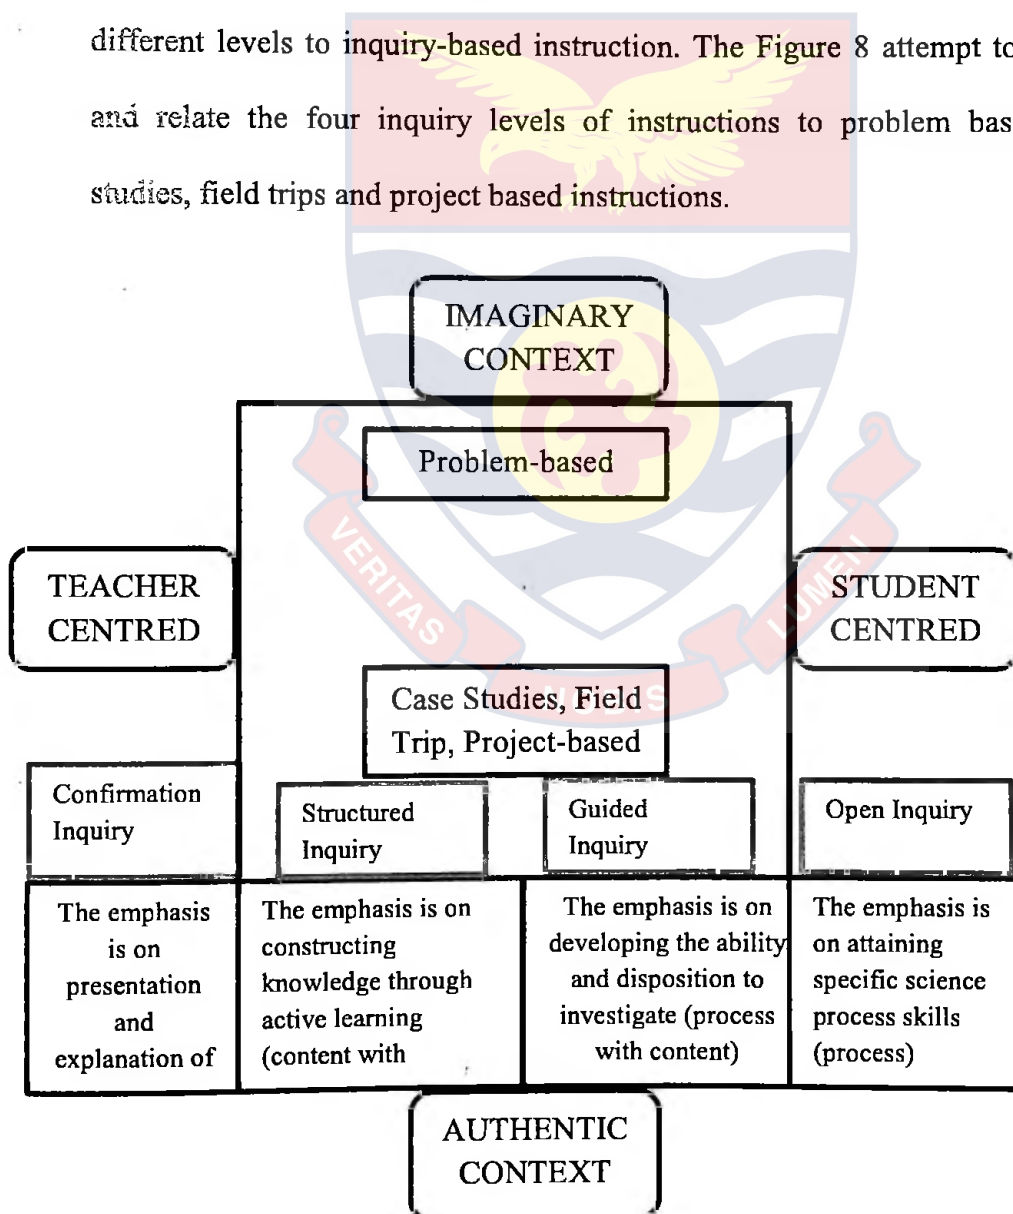 different levels to inquiry-based instruction. The Figure 8 attempt to
and relate the four inquiry levels of instructions to problem bas
studies, field trips and project based instructions.
IMAGINARY
CONTEXT
Problem-based
TEACHER
CENTRED
STUDENT
CENTRED
VERITAS
NOBIS
LUMEN
Case Studies, Field
Trip, Project-based
Confirmation
Inquiry
Structured
Inquiry
Guided
Inquiry
Open Inquiry
The emphasis
is on
presentation
and
explanation of
The emphasis is on
constructing
knowledge through
active learning
(content with
The emphasis is on
developing the ability
and disposition to
investigate (process
with content)
The emphasis is
on attaining
specific science
process skills
(process)
AUTHENTIC
CONTEXT